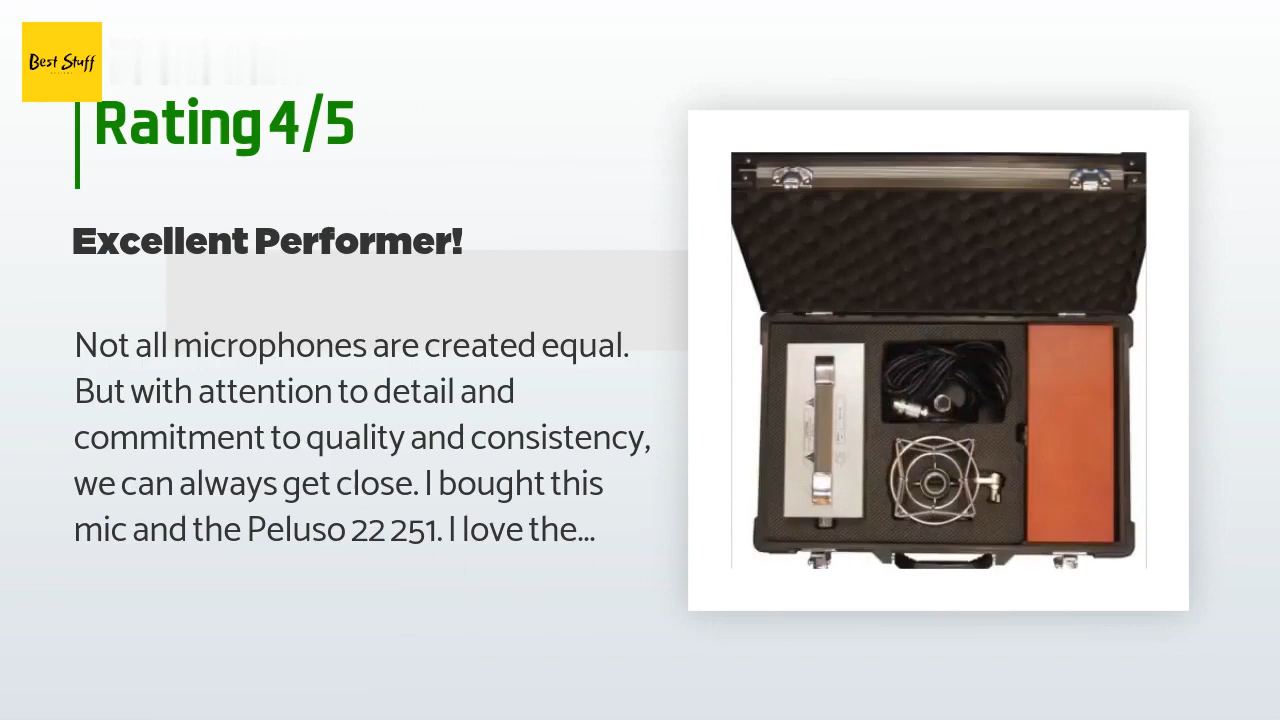 Best Stuff
Rating 4/5
Excellent Performer!
Not all microphones are created equal.
But with attention to detail and
commitment to quality and consistency,
we can always get close. I bought this
mic and the Peluso 22 251. I love the...